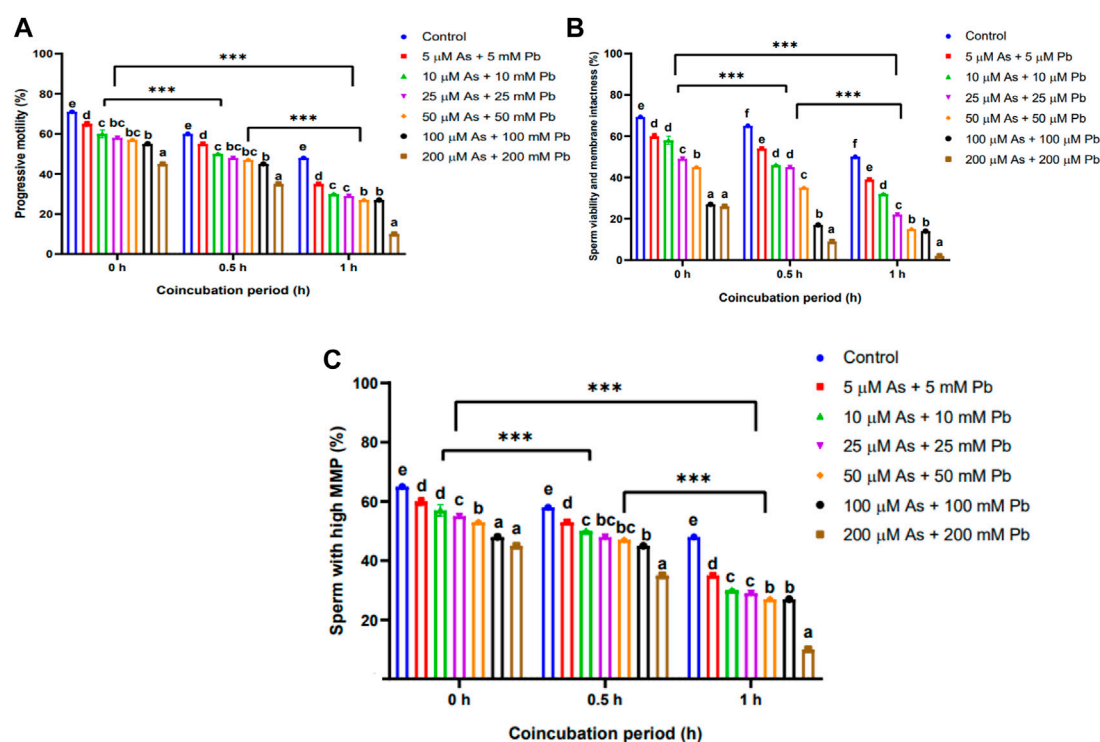 A
Progressive motility (%)
100
80
60
40
20
0
***
***
***
e d c bc bc b a
e d c c c b a
d c c b b a
0 h 0.5 h 1 h
Coincubation period (h)
Control
5 μM As + 5 mM Pb
10 μM As + 10 mM Pb
25 μM As + 25 mM Pb
50 μM As + 50 mM Pb
100 μM As + 100 mM Pb
200 μM As + 200 mM Pb
B
Sperm viability and membrane intactness (%)
100
80
60
40
20
0
***
***
***
e d d c b a a
f e d d c b a
f e d c b b a
0 h 0.5 h 1 h
Coincubation period (h)
Control
5 μM As + 5 μM Pb
10 μM As + 10 μM Pb
25 μM As + 25 μM Pb
50 μM As + 50 μM Pb
100 μM As + 100 μM Pb
200 μM As + 200 μM Pb
C
Sperm with high MMP (%)
100
80
60
40
20
***
***
***
e d d c b a a
e d c bc bc b a
e d c c b b a
0 h 0.5 h 1 h
Coincubation period (h)
Control
5 μM As + 5 mM Pb
10 μM As + 10 mM Pb
25 μM As + 25 mM Pb
50 μM As + 50 mM Pb
100 μM As + 100 mM Pb
200 μM As + 200 mM Pb